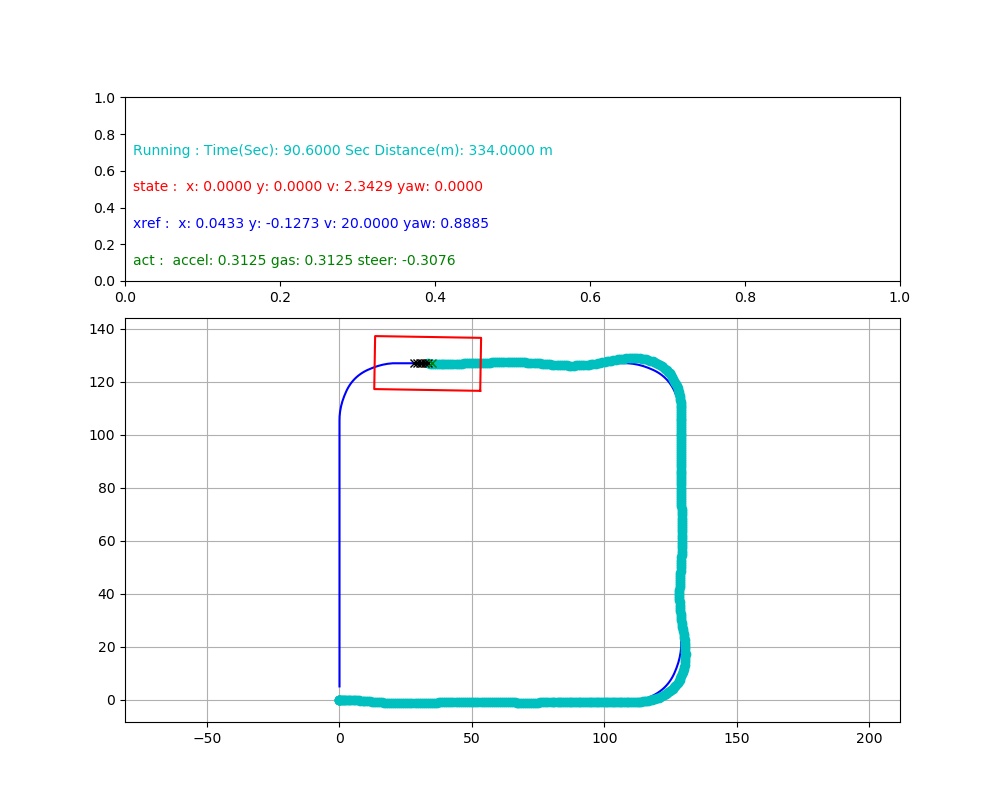 1.0
0.8
Running : Time(Sec): 90.6000 Sec Distance(m): 334.0000 m
0.6
state :  x: 0.0000 y: 0.0000 v: 2.3429 yaw: 0.0000
0.4
xref :  x: 0.0433 y: -0.1273 v: 20.0000 yaw: 0.8885
0.2
act :  accel: 0.3125 gas: 0.3125 steer: -0.3076
0.0
0.0 0.2 0.4 0.6 0.8 1.0
140
120
100
80
60
40
20
0
−50 0 50 100 150 200